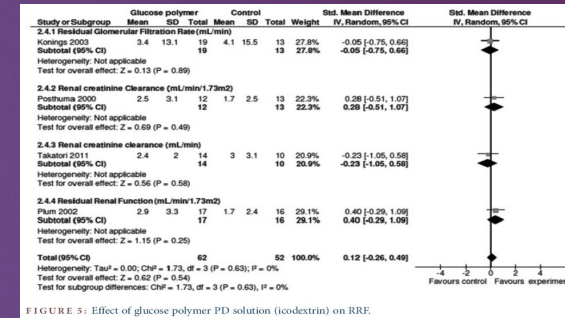 Glucose polymer Control Std. Mean Difference Std. Mean Difference
Study or Subgroup Mean SD Total Mean SD Total Weight IV, Random, 95% CI IV, Random, 95% CI
2.4.1 Residual Glomerular Filtration Rate (mL/min)
Konings 2003 3.4 13.1 19 4.1 15.5 13 27.8% -0.05 [-0.75, 0.66]
Subtotal (95% CI) 19 13 27.8% -0.05 [-0.75, 0.66]
Heterogeneity: Not applicable
Test for overall effect: Z = 0.13 (P = 0.89)
2.4.2 Renal creatinine Clearance (mL/min/1.73m2)
Posthuma 2000 2.5 3.1 12 1.7 2.5 13 22.3% 0.28 [-0.51, 1.07]
Subtotal (95% CI) 12 13 22.3% 0.28 [-0.51, 1.07]
Heterogeneity: Not applicable
Test for overall effect: Z = 0.69 (P = 0.49)
2.4.3 Renal creatinine clearance (mL/min)
Takatori 2011 2.4 2 14 3 3.1 10 20.9% -0.23 [-1.05, 0.58]
Subtotal (95% CI) 14 10 20.9% -0.23 [-1.05, 0.58]
Heterogeneity: Not applicable
Test for overall effect: Z = 0.56 (P = 0.58)
2.4.4 Residual Renal Function (mL/min/1.73m2)
Plum 2002 2.9 3.3 17 1.7 2.4 16 29.1% 0.40 [-0.29, 1.09]
Subtotal (95% CI) 17 16 29.1% 0.40 [-0.29, 1.09]
Heterogeneity: Not applicable
Test for overall effect: Z = 1.15 (P = 0.25)
Total (95% CI) 62 52 100.0% 0.12 [-0.26, 0.49]
Heterogeneity: Tau² = 0.00; Chi² = 1.73, df = 3 (P = 0.63); I² = 0%
Test for overall effect: Z = 0.62 (P = 0.54)
Test for subgroup differences: Chi² = 1.73, df = 3 (P = 0.63), I² = 0%
-4 -2 0 2 4
Favours control Favours experimen
FIGURE 5: Effect of glucose polymer PD solution (icodextrin) on RRF.